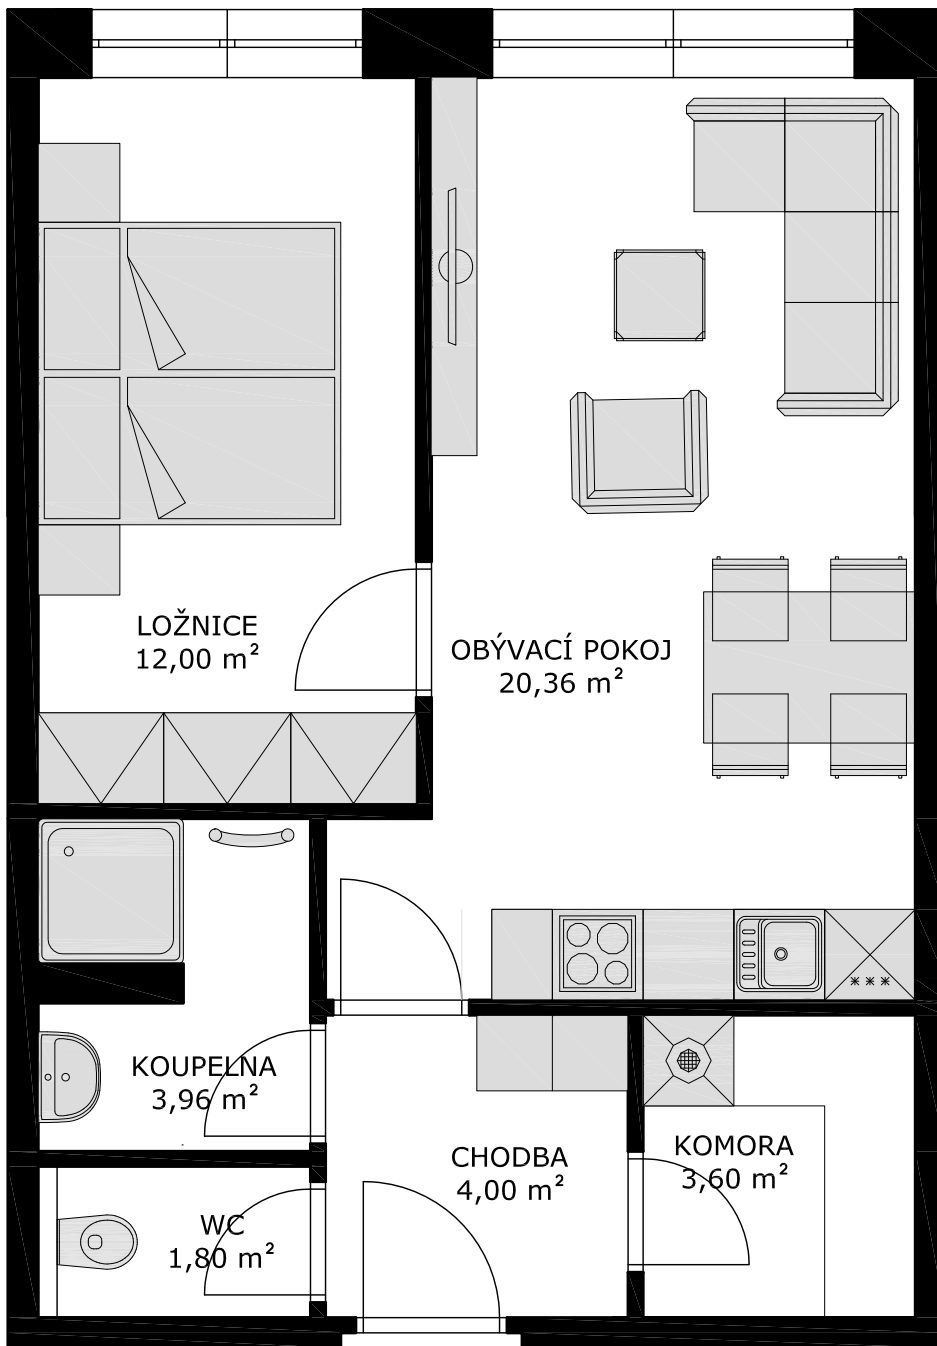 LOŽNICE
12,00 m²
OBÝVACÍ POKOJ
20,36 m²
KOUPELNA
3,96 m²
CHODBA
4,00 m²
KOMORA
3,60 m²
WC
1,80 m²